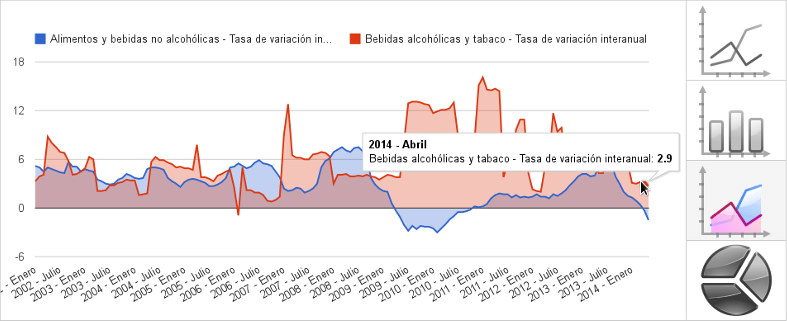 Alimentos y bebidas no alcohólicas - Tasa de variación in... Bebidas alcohólicas y tabaco - Tasa de variación interanual
18
12
2014 - Abril
Bebidas alcohólicas y tabaco - Tasa de variación interanual: 2.9
6
0
-6
- Enero
2002 - Julio
2003 - Enero
2003 - Julio
2004 - Enero
2004 - Julio
2005 - Enero
2005 - Julio
2006 - Enero
2006 - Julio
2007 - Enero
2007 - Julio
2008 - Enero
2008 - Julio
2009 - Enero
2009 - Julio
2010 - Enero
2010 - Julio
2011 - Enero
2011 - Julio
2012 - Enero
2012 - Julio
2013 - Enero
2013 - Julio
2014 - Enero